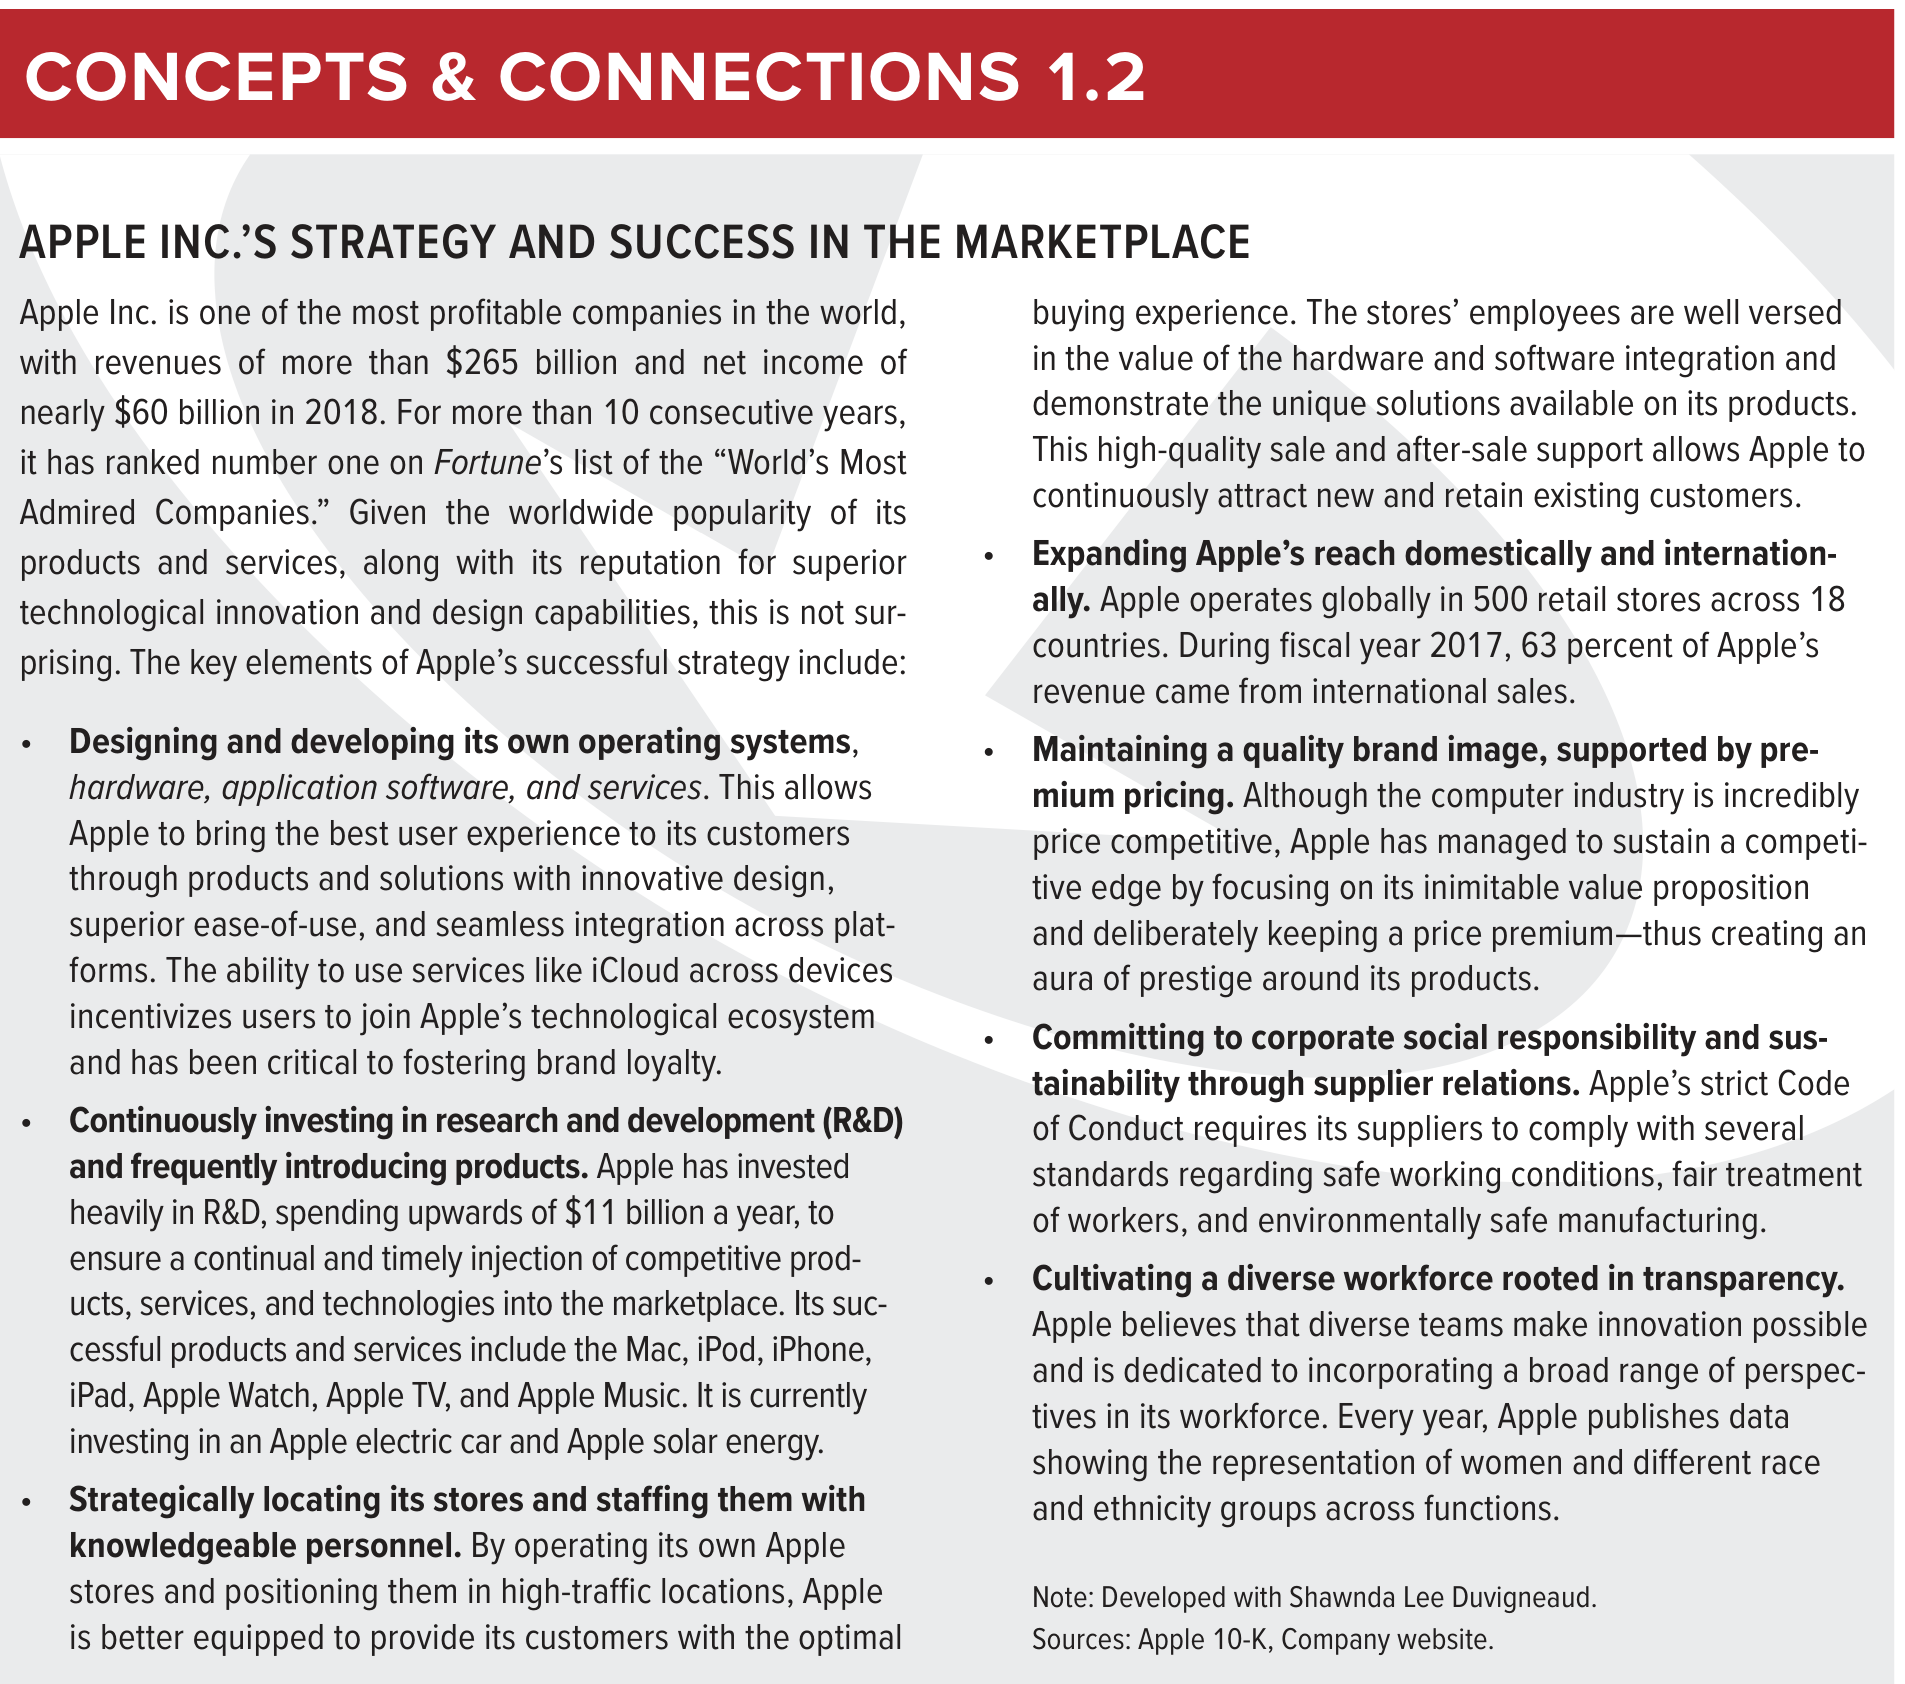 CONCEPTS & CONNECTIONS 1.2
APPLE INC.’S STRATEGY AND SUCCESS IN THE MARKETPLACE
Apple Inc. is one of the most profitable companies in the world,
with revenues of more than $265 billion and net income of
nearly $60 billion in 2018. For more than 10 consecutive years,
it has ranked number one on Fortune’s list of the “World’s Most
Admired Companies.” Given the worldwide popularity of its
products and services, along with its reputation for superior
technological innovation and design capabilities, this is not sur-
prising. The key elements of Apple’s successful strategy include:
• Designing and developing its own operating systems,
hardware, application software, and services. This allows
Apple to bring the best user experience to its customers
through products and solutions with innovative design,
superior ease-of-use, and seamless integration across plat-
forms. The ability to use services like iCloud across devices
incentivizes users to join Apple’s technological ecosystem
and has been critical to fostering brand loyalty.
• Continuously investing in research and development (R&D)
and frequently introducing products. Apple has invested
heavily in R&D, spending upwards of $11 billion a year, to
ensure a continual and timely injection of competitive prod-
ucts, services, and technologies into the marketplace. Its suc-
cessful products and services include the Mac, iPod, iPhone,
iPad, Apple Watch, Apple TV, and Apple Music. It is currently
investing in an Apple electric car and Apple solar energy.
• Strategically locating its stores and staffing them with
knowledgeable personnel. By operating its own Apple
stores and positioning them in high-traffic locations, Apple
is better equipped to provide its customers with the optimal
buying experience. The stores’ employees are well versed
in the value of the hardware and software integration and
demonstrate the unique solutions available on its products.
This high-quality sale and after-sale support allows Apple to
continuously attract new and retain existing customers.
• Expanding Apple’s reach domestically and internation-
ally. Apple operates globally in 500 retail stores across 18
countries. During fiscal year 2017, 63 percent of Apple’s
revenue came from international sales.
• Maintaining a quality brand image, supported by pre-
mium pricing. Although the computer industry is incredibly
price competitive, Apple has managed to sustain a competi-
tive edge by focusing on its inimitable value proposition
and deliberately keeping a price premium—thus creating an
aura of prestige around its products.
• Committing to corporate social responsibility and sus-
tainability through supplier relations. Apple’s strict Code
of Conduct requires its suppliers to comply with several
standards regarding safe working conditions, fair treatment
of workers, and environmentally safe manufacturing.
• Cultivating a diverse workforce rooted in transparency.
Apple believes that diverse teams make innovation possible
and is dedicated to incorporating a broad range of perspec-
tives in its workforce. Every year, Apple publishes data
showing the representation of women and different race
and ethnicity groups across functions.
Note: Developed with Shawnda Lee Duvigneaud.
Sources: Apple 10-K, Company website.